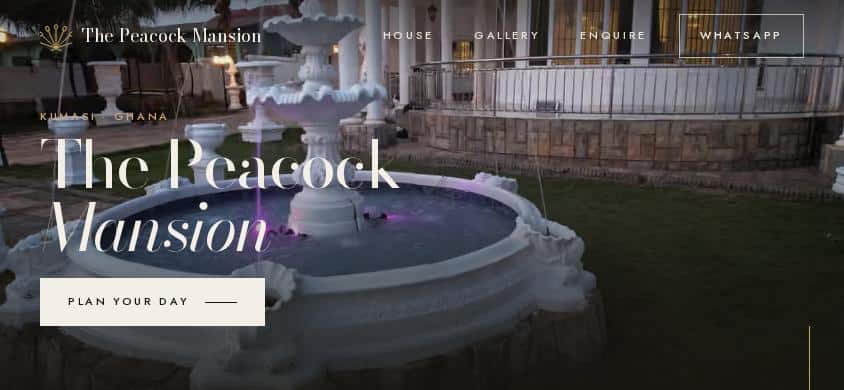 The Peacock Mansion
HOUSE
GALLERY
ENQUIRE
WHATSAPP
KUMASI · GHANA
The Peacock
Mansion
PLAN YOUR DAY